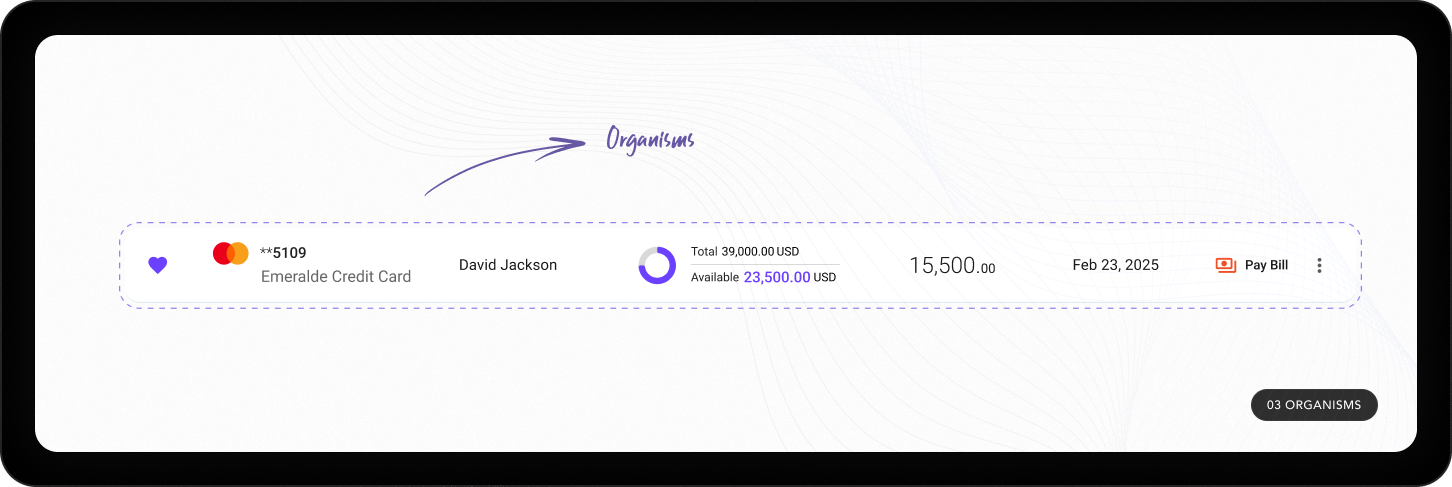 Organisms
**5109
Emeralde Credit Card
David Jackson
Total 39,000.00 USD
Available 23,500.00 USD
15,500.00
Feb 23, 2025
Pay Bill
03 ORGANISMS